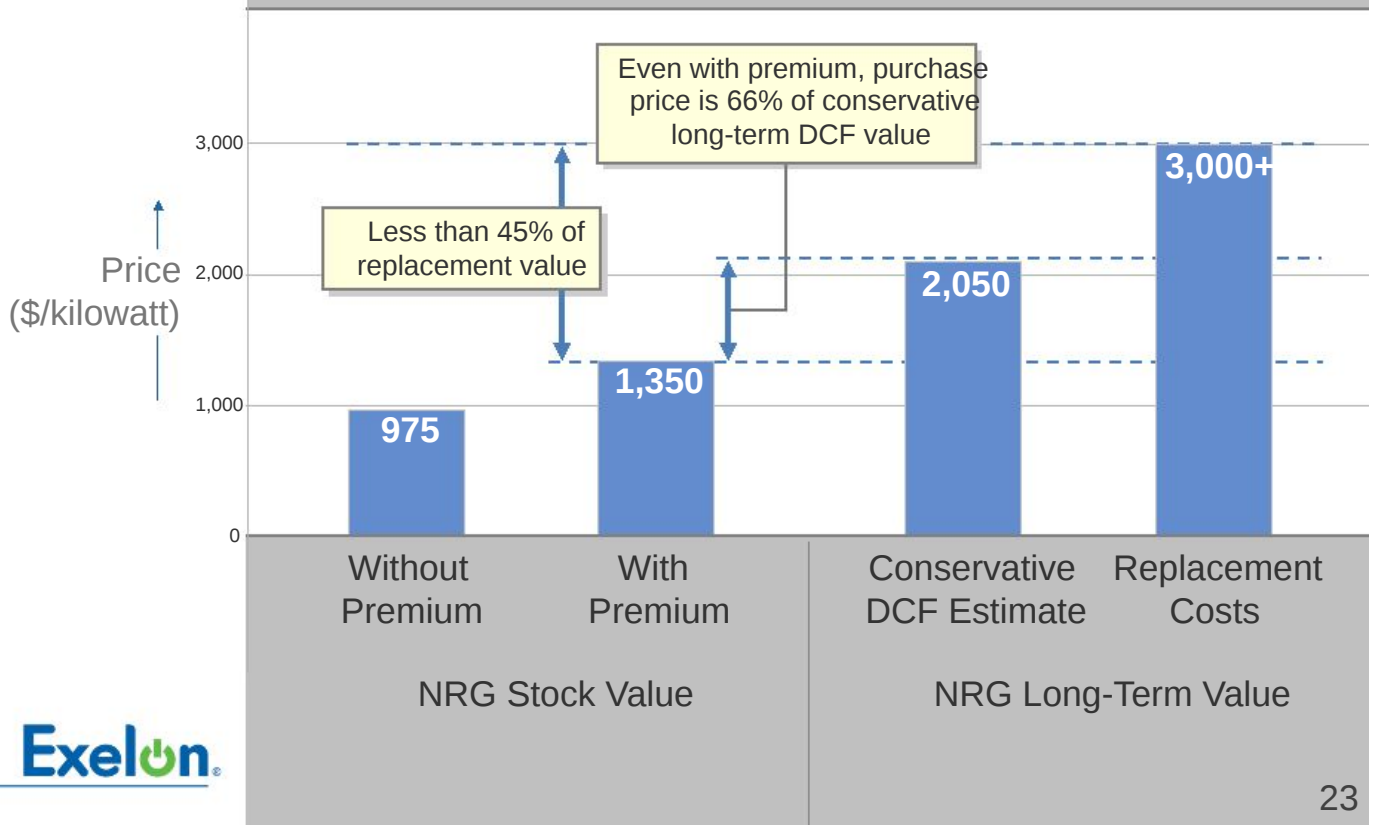 Even with premium, purchase
price is 66% of conservative
long-term DCF value
3,000
3,000+
Less than 45% of
replacement value
Price
($/kilowatt)
2,000
2,050
1,350
1,000
975
0
Without
Premium
With
Premium
Conservative
DCF Estimate
Replacement
Costs
NRG Stock Value
NRG Long-Term Value
Exelon®
23